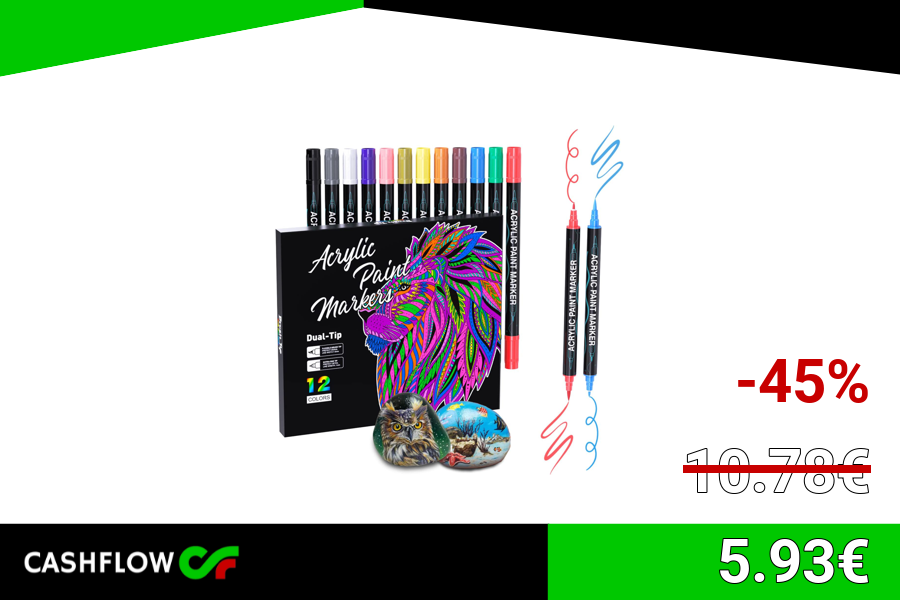 ACRYLIC PAINT MARKER
Acrylic
Paint
Markers
Dual-Tip
12
COLORS
ACRYLIC PAINT MARKER
ACRYLIC PAINT MARKER
-45%
10.78€
CASHFLOW
5.93€